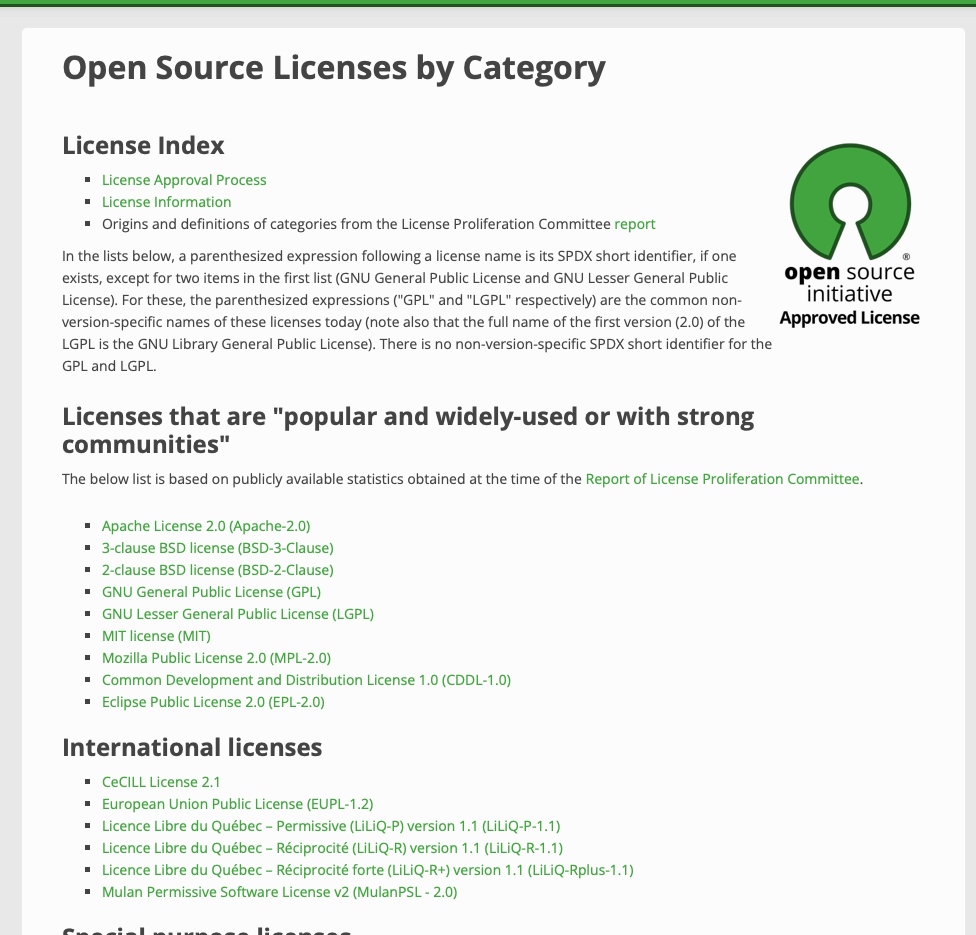 Open Source Licenses by Category
License Index
License Approval Process
License Information
Origins and definitions of categories from the License Proliferation Committee report
In the lists below, a parenthesized expression following a license name is its SPDX short identifier, if one
exists, except for two items in the first list (GNU General Public License and GNU Lesser General Public
License). For these, the parenthesized expressions ("GPL" and "LGPL" respectively) are the common non-
version-specific names of these licenses today (note also that the full name of the first version (2.0) of the
LGPL is the GNU Library General Public License). There is no non-version-specific SPDX short identifier for the
GPL and LGPL.
®
open source
initiative
Approved License
Licenses that are "popular and widely-used or with strong
communities"
The below list is based on publicly available statistics obtained at the time of the Report of License Proliferation Committee.
Apache License 2.0 (Apache-2.0)
3-clause BSD license (BSD-3-Clause)
2-clause BSD license (BSD-2-Clause)
GNU General Public License (GPL)
GNU Lesser General Public License (LGPL)
MIT license (MIT)
Mozilla Public License 2.0 (MPL-2.0)
Common Development and Distribution License 1.0 (CDDL-1.0)
Eclipse Public License 2.0 (EPL-2.0)
International licenses
CeCILL License 2.1
European Union Public License (EUPL-1.2)
Licence Libre du Québec – Permissive (LiLiQ-P) version 1.1 (LiLiQ-P-1.1)
Licence Libre du Québec – Réciprocité (LiLiQ-R) version 1.1 (LiLiQ-R-1.1)
Licence Libre du Québec – Réciprocité forte (LiLiQ-R+) version 1.1 (LiLiQ-Rplus-1.1)
Mulan Permissive Software License v2 (MulanPSL - 2.0)
Special purpose licenses